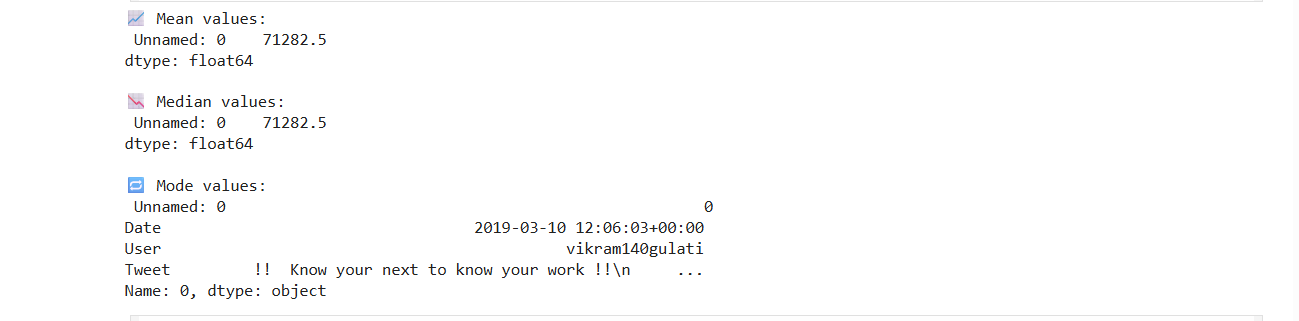 📈 Mean values:
Unnamed: 0    71282.5
dtype: float64
📉 Median values:
Unnamed: 0    71282.5
dtype: float64
🔁 Mode values:
Unnamed: 0                                                  0
Date                                2019-03-10 12:06:03+00:00
User                                           vikram140gulati
Tweet          !!  Know your next to know your work !!\n     ...
Name: 0, dtype: object